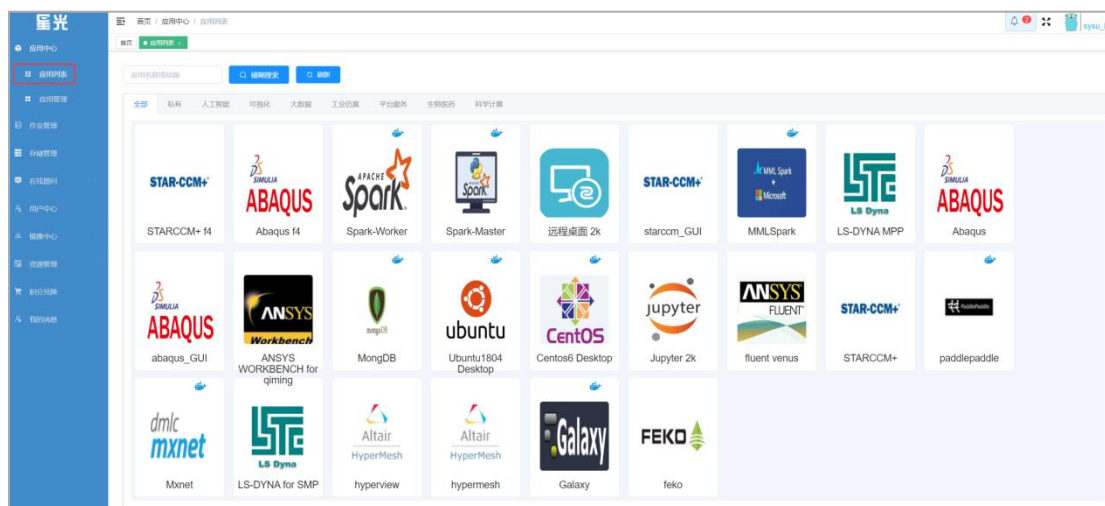 星光
首页 / 应用中心 / 应用列表
2
sysu_
首页
应用列表 ×
应用中心
应用列表
应用管理
作业管理
存储管理
在线提问
用户中心
镜像中心
资源管理
积分兑换
我的消息
模糊搜索
刷新
全部 私有 人工智能 可视化 大数据 工业仿真 平台服务 生物医药 科学计算
STAR-CCM+
SIMULIA
ABAQUS
APACHE
Spark
Spark
STAR-CCM+
MML Spark
+
Microsoft
LS Dyna
SIMULIA
ABAQUS
STARCCM+ f4
Abaqus f4
Spark-Worker
Spark-Master
远程桌面 2k
starccm_GUI
MMLSpark
LS-DYNA MPP
Abaqus
SIMULIA
ABAQUS
ANSYS
Workbench
mongoDB
ubuntu
CentOS
jupyter
ANSYS
FLUENT
STAR-CCM+
PaddlePaddle
abaqus_GUI
ANSYS
WORKBENCH for
qiming
MongDB
Ubuntu1804
Desktop
Centos6 Desktop
Jupyter 2k
fluent venus
STARCCM+
paddlepaddle
dmlc
mxnet
LS Dyna
Altair
HyperMesh
Altair
HyperMesh
Galaxy
FEKO
Mxnet
LS-DYNA for SMP
hyperview
hypermesh
Galaxy
feko